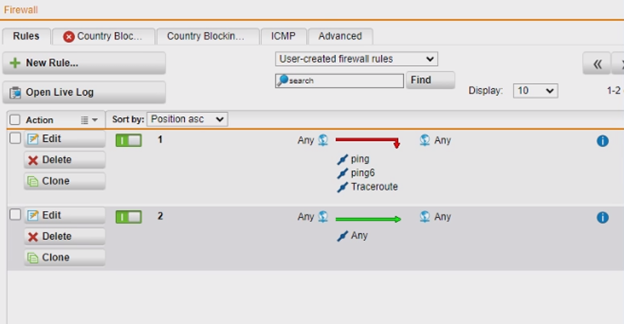 Firewall
Rules Country Bloc... Country Blockin... ICMP Advanced
New Rule... User-created firewall rules
search Find
Open Live Log Display: 10 1-2
Action Sort by: Position asc
Edit 1 Any Any
Delete ping
ping6
Clone Traceroute
Edit 2 Any Any
Delete Any
Clone